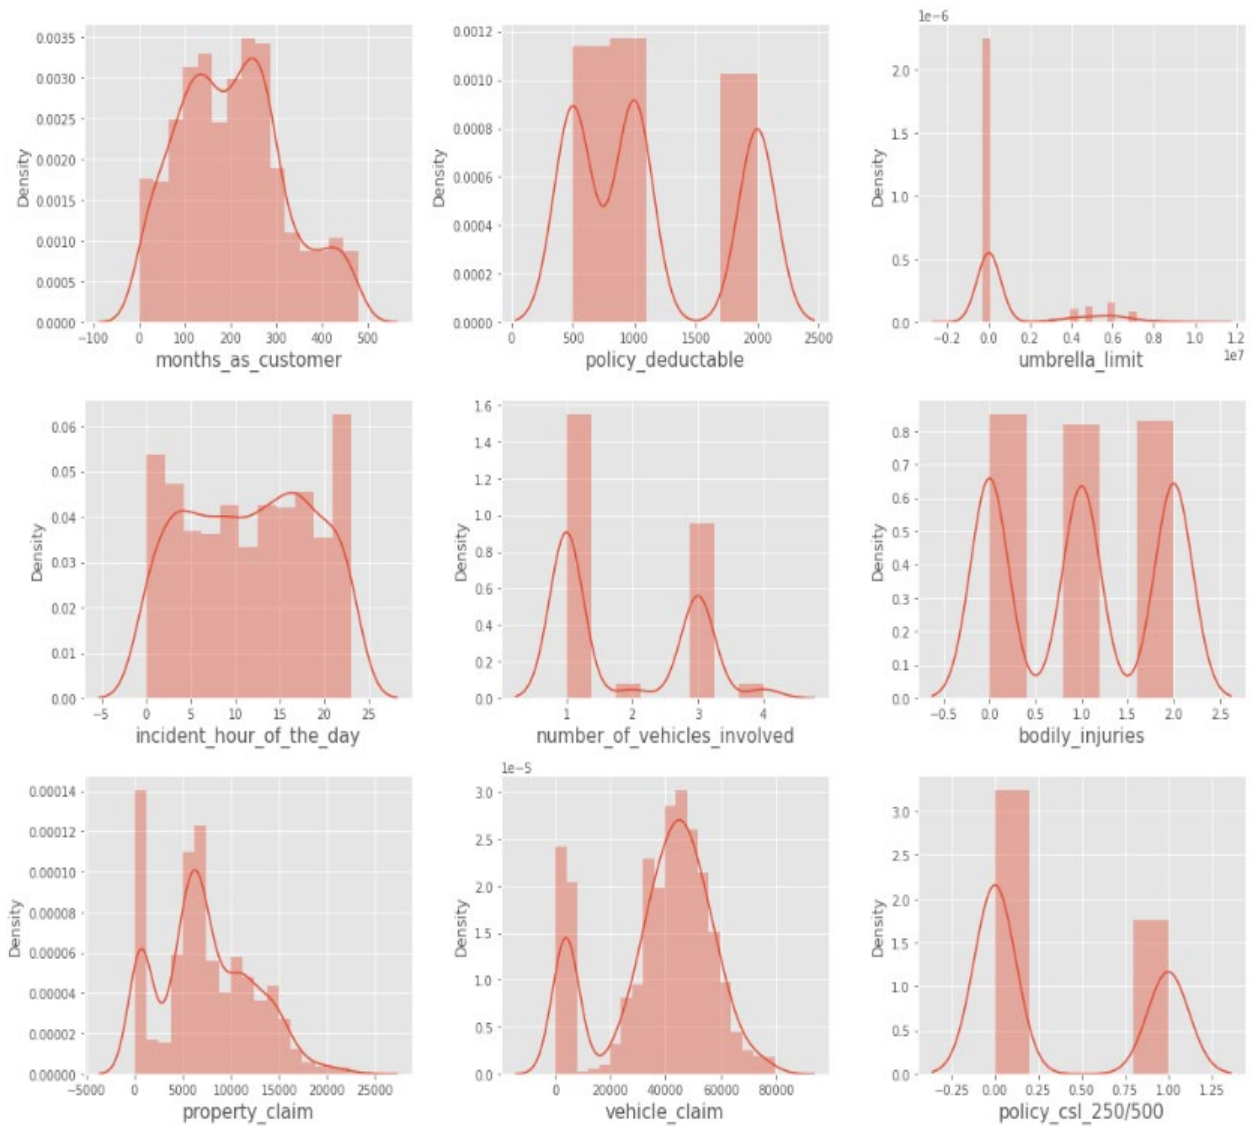 0.0035
0.0030
0.0025
0.0020
0.0015
0.0010
0.0005
0.0000
Density
-100 0 100 200 300 400 500
months_as_customer
0.0012
0.0010
0.0008
0.0006
0.0004
0.0002
0.0000
Density
0 500 1000 1500 2000 2500
policy_deductable
1e-6
2.0
1.5
1.0
0.5
0.0
Density
-0.2 0.0 0.2 0.4 0.6 0.8 1.0 1.2
1e7
umbrella_limit
0.06
0.05
0.04
0.03
0.02
0.01
0.00
Density
-5 0 5 10 15 20 25
incident_hour_of_the_day
1.6
1.4
1.2
1.0
0.8
0.6
0.4
0.2
0.0
Density
1 2 3 4
number_of_vehicles_involved
0.8
0.7
0.6
0.5
0.4
0.3
0.2
0.1
0.0
Density
-0.5 0.0 0.5 1.0 1.5 2.0 2.5
bodily_injuries
0.00014
0.00012
0.00010
0.00008
0.00006
0.00004
0.00002
0.00000
Density
-5000 0 5000 10000 15000 20000 25000
property_claim
1e-5
3.0
2.5
2.0
1.5
1.0
0.5
0.0
Density
0 20000 40000 60000 80000
vehicle_claim
3.0
2.5
2.0
1.5
1.0
0.5
0.0
Density
-0.25 0.00 0.25 0.50 0.75 1.00 1.25
policy_csl_250/500